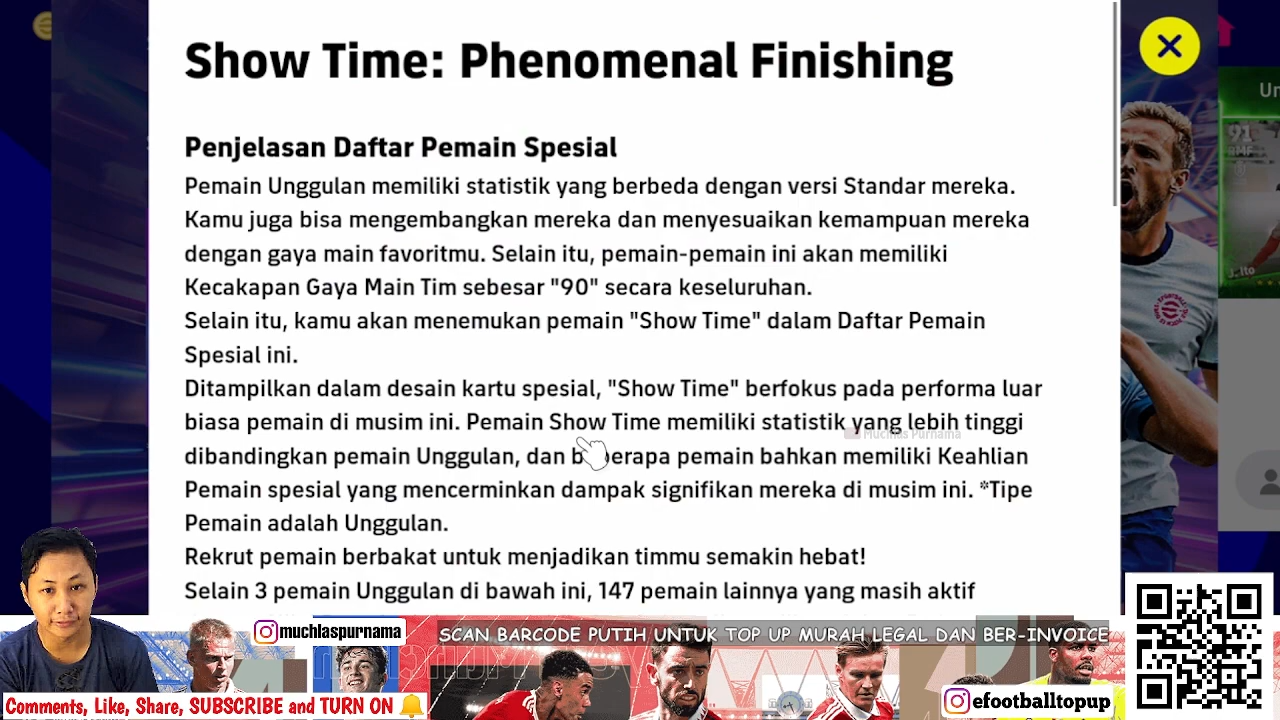 Show Time: Phenomenal Finishing
Penjelasan Daftar Pemain Spesial
Pemain Unggulan memiliki statistik yang berbeda dengan versi Standar mereka.
Kamu juga bisa mengembangkan mereka dan menyesuaikan kemampuan mereka
dengan gaya main favoritmu. Selain itu, pemain-pemain ini akan memiliki
Kecakapan Gaya Main Tim sebesar "90" secara keseluruhan.
Selain itu, kamu akan menemukan pemain "Show Time" dalam Daftar Pemain
Spesial ini.
Ditampilkan dalam desain kartu spesial, "Show Time" berfokus pada performa luar
biasa pemain di musim ini. Pemain Show Time memiliki statistik yang lebih tinggi
Muchlas Purnama
dibandingkan pemain Unggulan, dan beberapa pemain bahkan memiliki Keahlian
Pemain spesial yang mencerminkan dampak signifikan mereka di musim ini. *Tipe
Pemain adalah Unggulan.
Rekrut pemain berbakat untuk menjadikan timmu semakin hebat!
Selain 3 pemain Unggulan di bawah ini, 147 pemain lainnya yang masih aktif
Un
91
RMF
J. Ito
muchlaspurnama
SCAN BARCODE PUTIH UNTUK TOP UP MURAH LEGAL DAN BER-INVOICE
Comments, Like, Share, SUBSCRIBE and TURN ON
efootballtopup